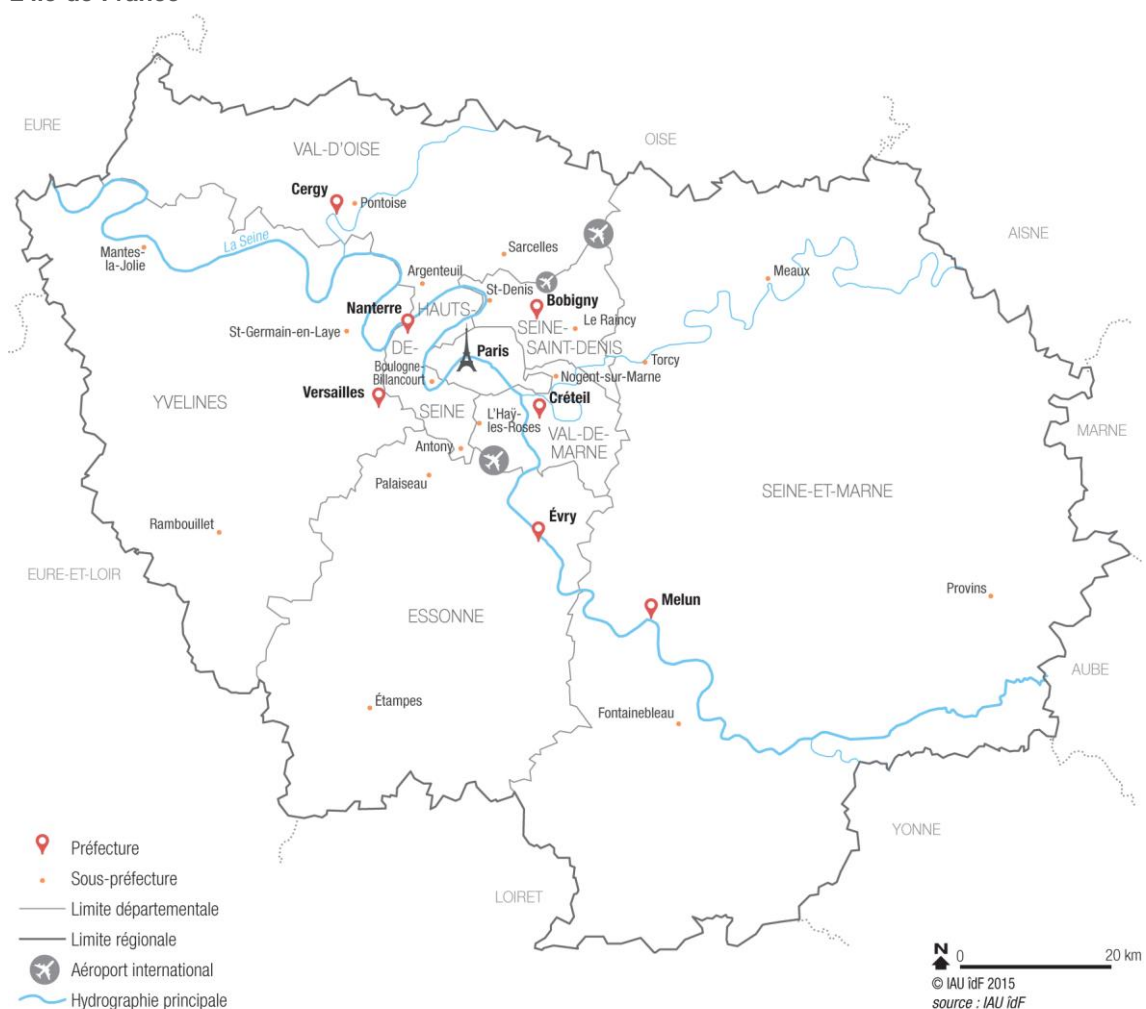 EURE
OISE
VAL-D'OISE
Cergy
Pontoise
AISNE
La Seine
Mantes-
la-Jolie
Sarcelles
Meaux
Argenteuil
St-Denis
Nanterre
HAUTS-
Bobigny
St-Germain-en-Laye
SEINE-
Le Raincy
DE-
Paris
SAINT-DENIS
Torcy
Boulogne-
Billancourt
Nogent-sur-Marne
Versailles
Créteil
YVELINES
SEINE
L'Haÿ-
les-Roses
VAL-DE-
MARNE
MARNE
Antony
Palaiseau
SEINE-ET-MARNE
Évry
Rambouillet
EURE-ET-LOIR
Provins
Melun
ESSONNE
AUBE
Étampes
Fontainebleau
YONNE
LOIRET
Préfecture
Sous-préfecture
Limite départementale
Limite régionale
Aéroport international
Hydrographie principale
N
0 20 km
© IAU îdF 2015
source : IAU îdF